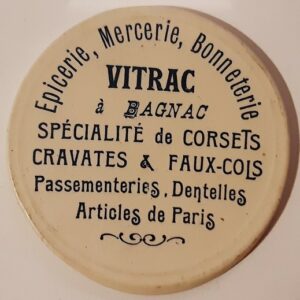 Epicerie, Mercerie, Bonneterie
VITRAC
à BAGNAC
SPÉCIALITÉ de CORSETS
CRAVATES & FAUX-COLS
Passementeries, Dentelles
Articles de Paris